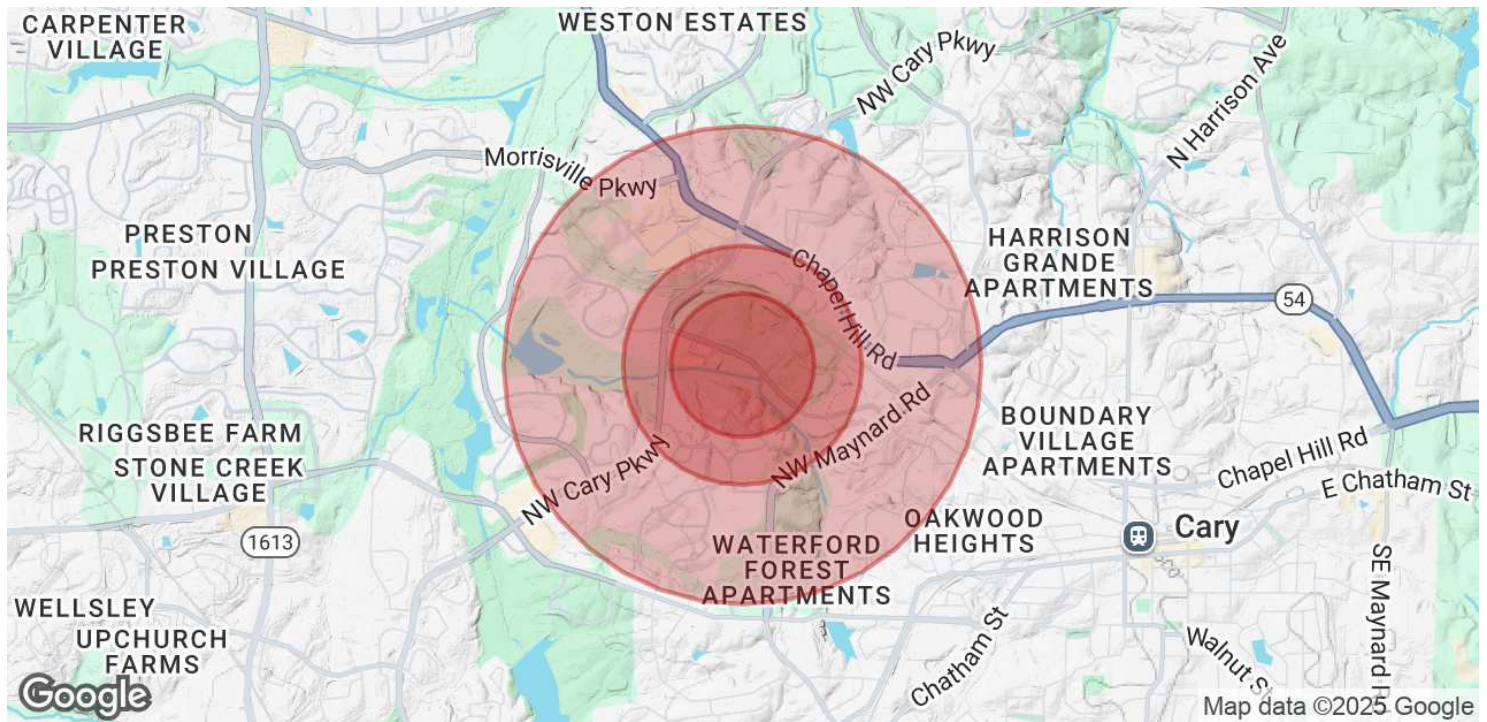 CARPENTER
VILLAGE
WESTON ESTATES
NW Cary Pkwy
N Harrison Ave
Morrisville Pkwy
PRESTON
PRESTON VILLAGE
Chapel Hill Rd
HARRISON
GRANDE
APARTMENTS
54
NW Maynard Rd
BOUNDARY
VILLAGE
APARTMENTS
RIGGSBEE FARM
STONE CREEK
VILLAGE
NW Cary Pkwy
Chapel Hill Rd
E Chatham St
1613
OAKWOOD
HEIGHTS
Cary
WATERFORD
FOREST
APARTMENTS
SE Maynard R
WELLSLEY
UPCHURCH
FARMS
Chatham St
Walnut St
Google
Map data ©2025 Google